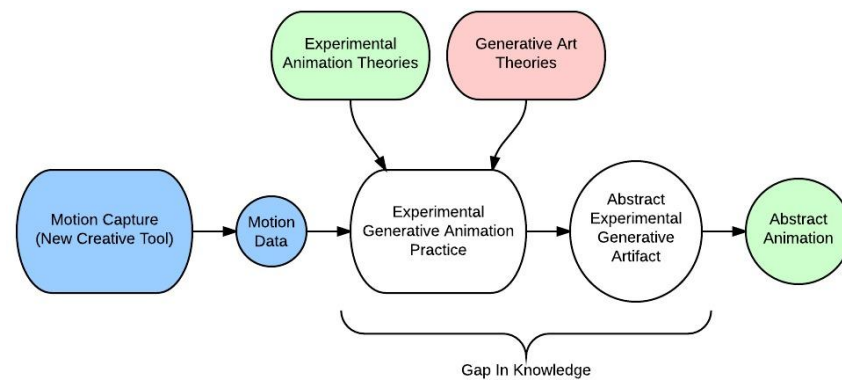 Experimental
Animation Theories
Generative Art
Theories
Motion Capture
(New Creative Tool)
Motion
Data
Experimental
Generative Animation
Practice
Abstract
Experimental
Generative
Artifact
Abstract
Animation
Gap In Knowledge